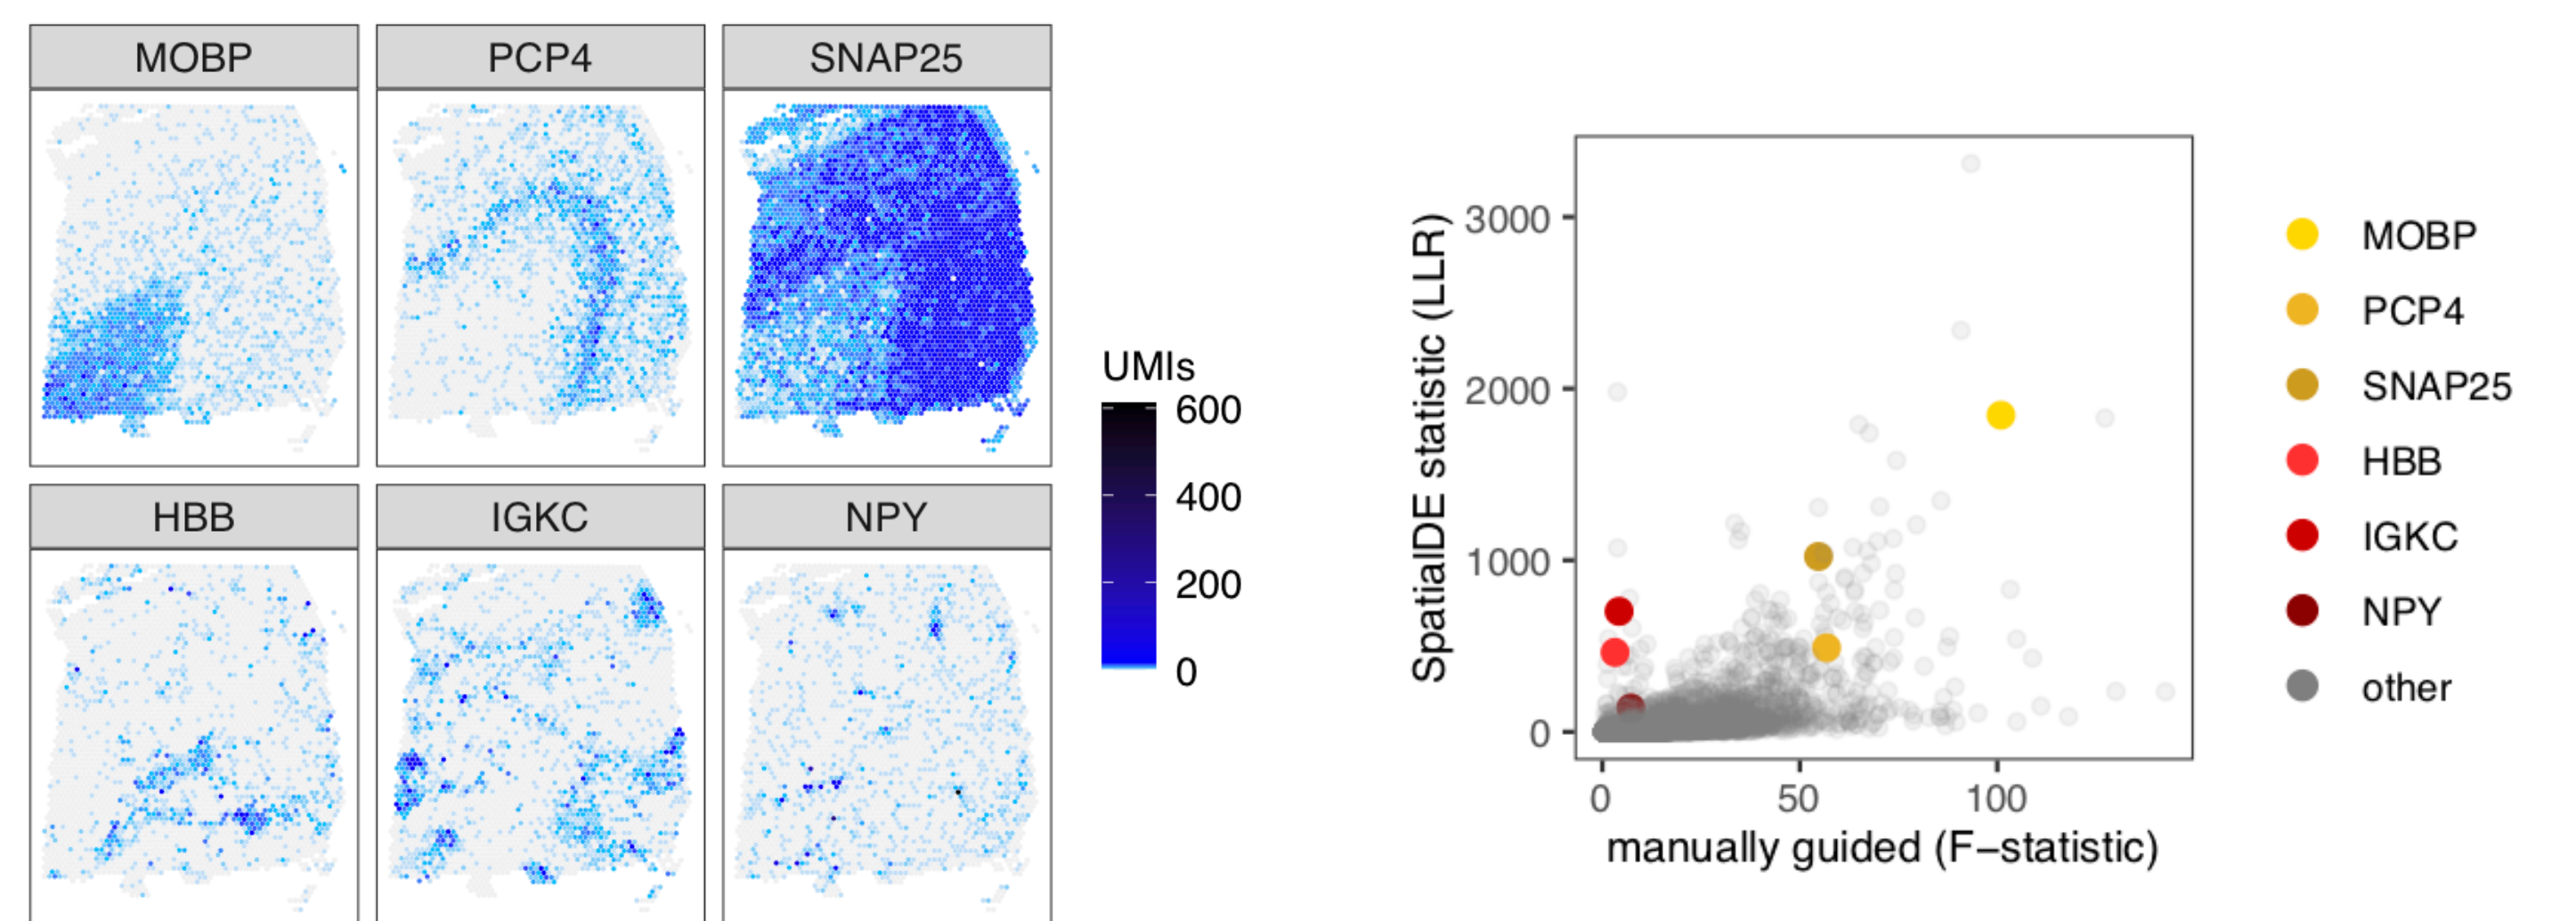 MOBP
PCP4
SNAP25
HBB
IGKC
NPY
UMIs
600
400
200
0
SpatialDE statistic (LLR)
3000
2000
1000
0
0
50
100
manually guided (F−statistic)
MOBP
PCP4
SNAP25
HBB
IGKC
NPY
other